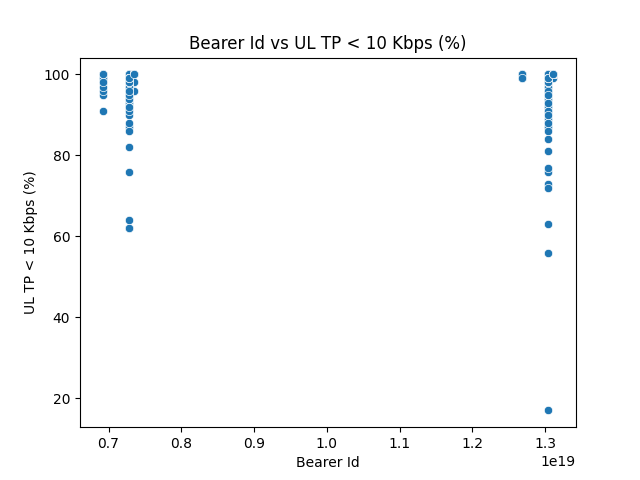 Bearer Id vs UL TP < 10 Kbps (%)
100
80
60
40
20
UL TP < 10 Kbps (%)
0.7 0.8 0.9 1.0 1.1 1.2 1.3
1e19
Bearer Id